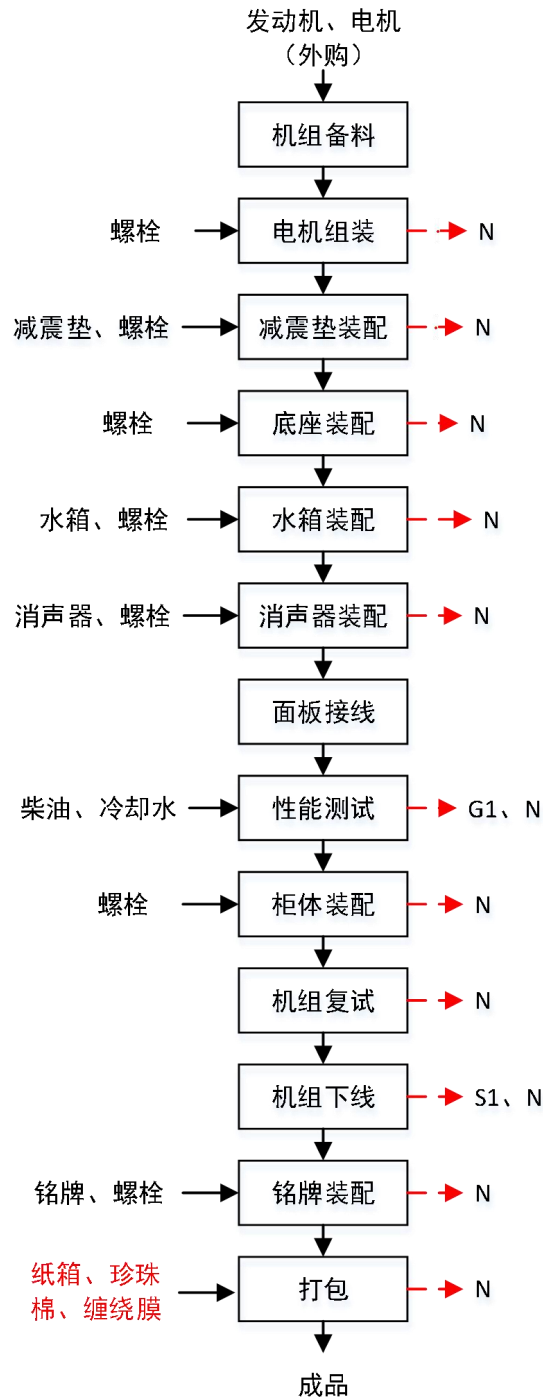 发动机、电机
（外购）
机组备料
螺栓
电机组装
N
减震垫、螺栓
减震垫装配
N
螺栓
底座装配
N
水箱、螺栓
水箱装配
N
消声器、螺栓
消声器装配
N
面板接线
柴油、冷却水
性能测试
G1、N
螺栓
柜体装配
N
机组复试
N
机组下线
S1、N
铭牌、螺栓
铭牌装配
N
纸箱、珍珠
棉、缠绕膜
打包
N
成品